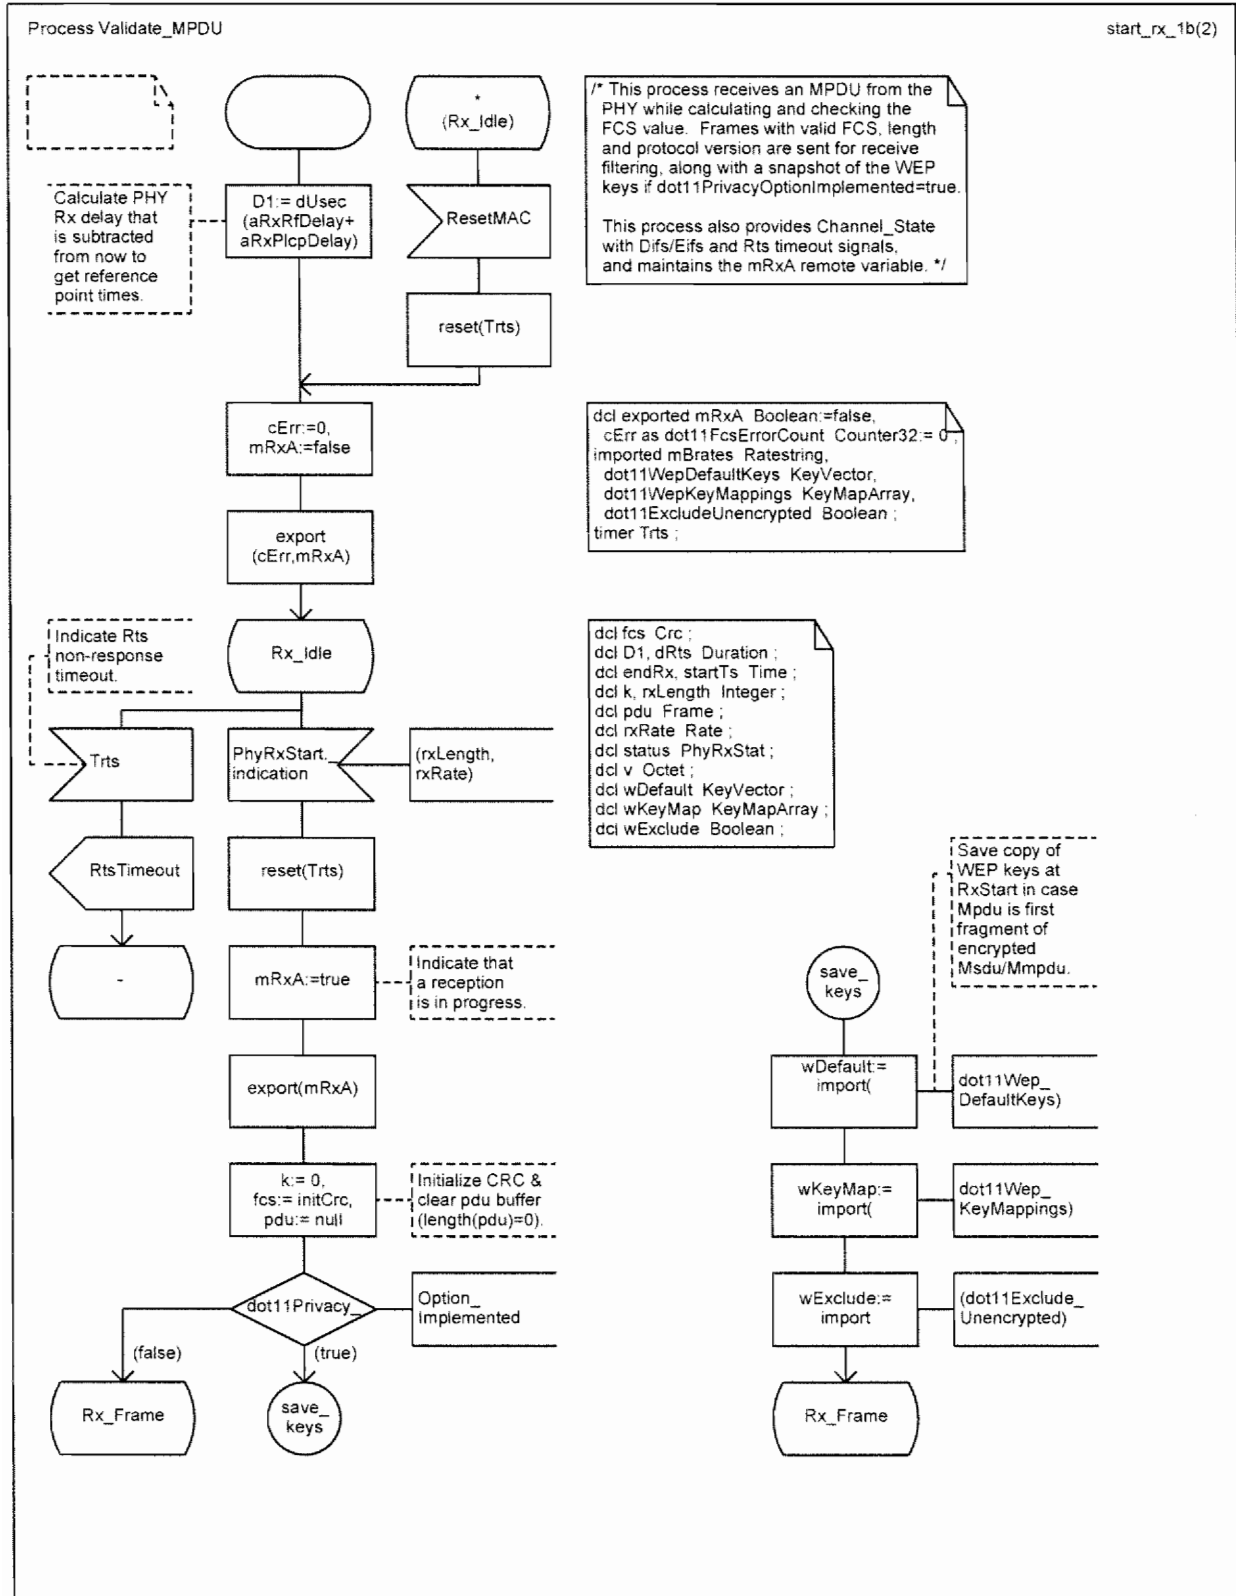 Process Validate_MPDU
start_rx_1b(2)
*
(Rx_Idle)
/* This process receives an MPDU from the
PHY while calculating and checking the
FCS value.  Frames with valid FCS, length
and protocol version are sent for receive
filtering, along with a snapshot of the WEP
keys if dot11PrivacyOptionImplemented=true.
This process also provides Channel_State
with Difs/Eifs and Rts timeout signals,
and maintains the mRxA remote variable. */
Calculate PHY
Rx delay that
is subtracted
from now to
get reference
point times.
D1:= dUsec
(aRxRfDelay+
aRxPlcpDelay)
ResetMAC
reset(Trts)
cErr:=0,
mRxA:=false
dcl exported mRxA  Boolean:=false,
cErr as dot11FcsErrorCount  Counter32:= 0 ;
imported mBrates  Ratestring,
dot11WepDefaultKeys  KeyVector,
dot11WepKeyMappings  KeyMapArray,
dot11ExcludeUnencrypted  Boolean ;
timer Trts ;
export
(cErr,mRxA)
Indicate Rts
non-response
timeout.
Rx_Idle
dcl fcs  Crc ;
dcl D1, dRts  Duration ;
dcl endRx, startTs  Time ;
dcl k, rxLength  Integer ;
dcl pdu  Frame ;
dcl rxRate  Rate ;
dcl status  PhyRxStat ;
dcl v  Octet ;
dcl wDefault  KeyVector ;
dcl wKeyMap  KeyMapArray ;
dcl wExclude  Boolean ;
Trts
PhyRxStart._
indication
(rxLength,
rxRate)
RtsTimeout
reset(Trts)
Save copy of
WEP keys at
RxStart in case
Mpdu is first
fragment of
encrypted
Msdu/Mmpdu.
-
mRxA:=true
Indicate that
a reception
is in progress.
save_
keys
export(mRxA)
wDefault:=
import(
dot11Wep_
DefaultKeys)
k:= 0,
fcs:= initCrc,
pdu:= null
Initialize CRC &
clear pdu buffer
(length(pdu)=0).
wKeyMap:=
import(
dot11Wep_
KeyMappings)
dot11Privacy_
Option_
Implemented
wExclude:=
import
(dot11Exclude_
Unencrypted)
(false)
(true)
Rx_Frame
save_
keys
Rx_Frame